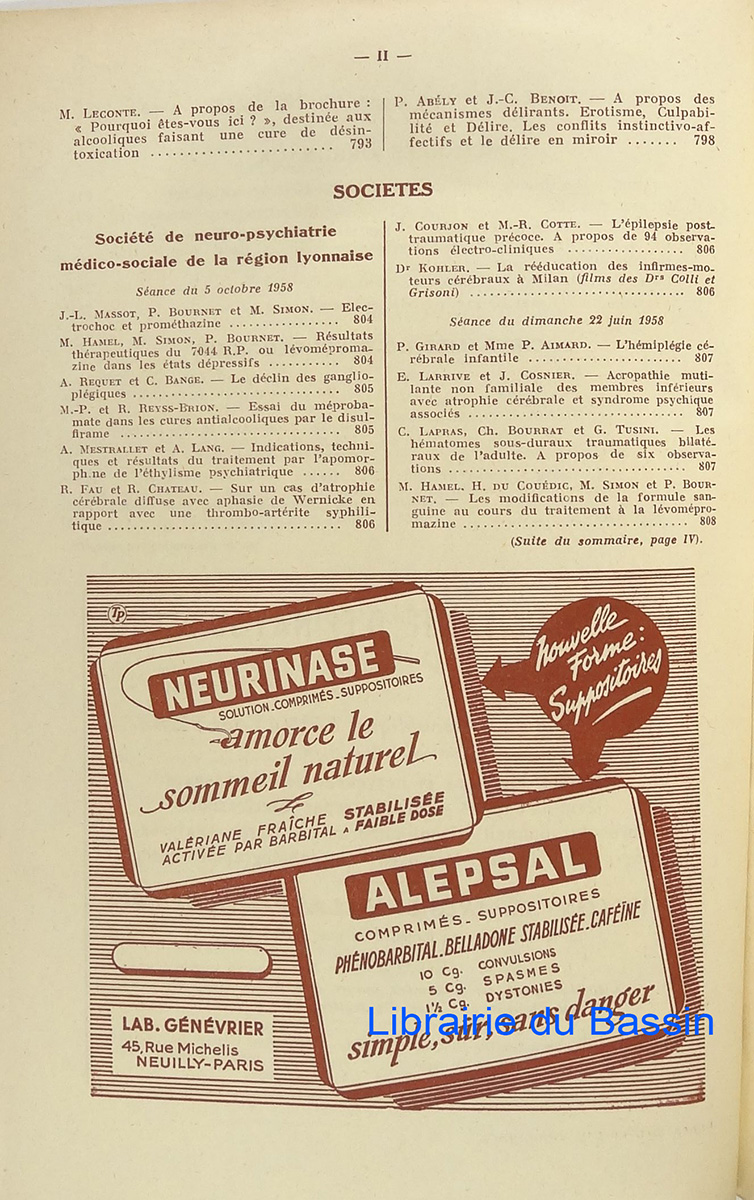 — II —
M. LECONTE. — A propos de la brochure :
« Pourquoi êtes-vous ici ? », destinée aux
alcooliques faisant une cure de désin-
toxication ........................ 793
P. ABÉLY et J.-C. BENOIT. — A propos des
mécanismes délirants. Erotisme, Culpabi-
lité et Délire. Les conflits instinctivo-af-
fectifs et le délire en miroir ....... 798
SOCIETES
Société de neuro-psychiatrie
médico-sociale de la région lyonnaise
Séance du 5 octobre 1958
J.-L. MASSOT, P. BOURNET et M. SIMON. — Elec-
trochoc et prométhazine ................ 804
M. HAMEL, M. SIMON, P. BOURNET. — Résultats
thérapeutiques du 7044 R.P. ou lévoméproma-
zine dans les états dépressifs ........... 804
A. REQUET et C. BANGE. — Le déclin des ganglio-
plégiques ................................ 805
M.-P. et R. REYSS-BRION. — Essai du méproba-
mate dans les cures antialcooliques par le disul-
firame .................................. 805
A. MESTRALLET et A. LANG. — Indications, techni-
ques et résultats du traitement par l'apomor-
ph.ne de l'éthylisme psychiatrique ...... 806
R. FAU et R. CHATEAU. — Sur un cas d'atrophie
cérébrale diffuse avec aphasie de Wernicke en
rapport avec une thrombo-artérite syphili-
tique .................................... 806
J. COURJON et M.-R. COTTE. — L'épilepsie post-
traumatique précoce. A propos de 94 observa-
tions électro-cliniques .................. 806
Dr KOHLER. — La rééducation des infirmes-mo-
teurs cérébraux à Milan (films des Drs Colli et
Grisoni) ................................. 806
Séance du dimanche 22 juin 1958
P. GIRARD et Mme P. AIMARD. — L'hémiplégie cé-
rébrale infantile ........................ 807
E. LARRIVE et J. COSNIER. — Acropathie muti-
lante non familiale des membres inférieurs
avec atrophie cérébrale et syndrome psychique
associés ................................. 807
C. LAPRAS, Ch. BOURRAT et G. TUSINI. — Les
hématomes sous-duraux traumatiques bilaté-
raux de l'adulte. A propos de six observa-
tions .................................... 807
M. HAMEL. H. DU COUÉDIC, M. SIMON et P. BOUR-
NET. — Les modifications de la formule san-
guine au cours du traitement à la lévomépro-
mazine ................................... 808
(Suite du sommaire, page IV).
TP
NEURINASE
SOLUTION-COMPRIMÉS-SUPPOSITOIRES
amorce le
sommeil naturel
VALÉRIANE FRAÎCHE STABILISÉE
ACTIVÉE PAR BARBITAL A FAIBLE DOSE
Nouvelle
Forme:
Suppositoires
ALEPSAL
COMPRIMÉS-SUPPOSITOIRES
PHÉNOBARBITAL-BELLADONE STABILISÉE-CAFÉINE
10 Cg. CONVULSIONS
5 Cg. SPASMES
1½ Cg. DYSTONIES
simple, sûr, sans danger
LAB. GÉNÉVRIER
45, Rue Michelis
NEUILLY-PARIS
Librairie du Bassin